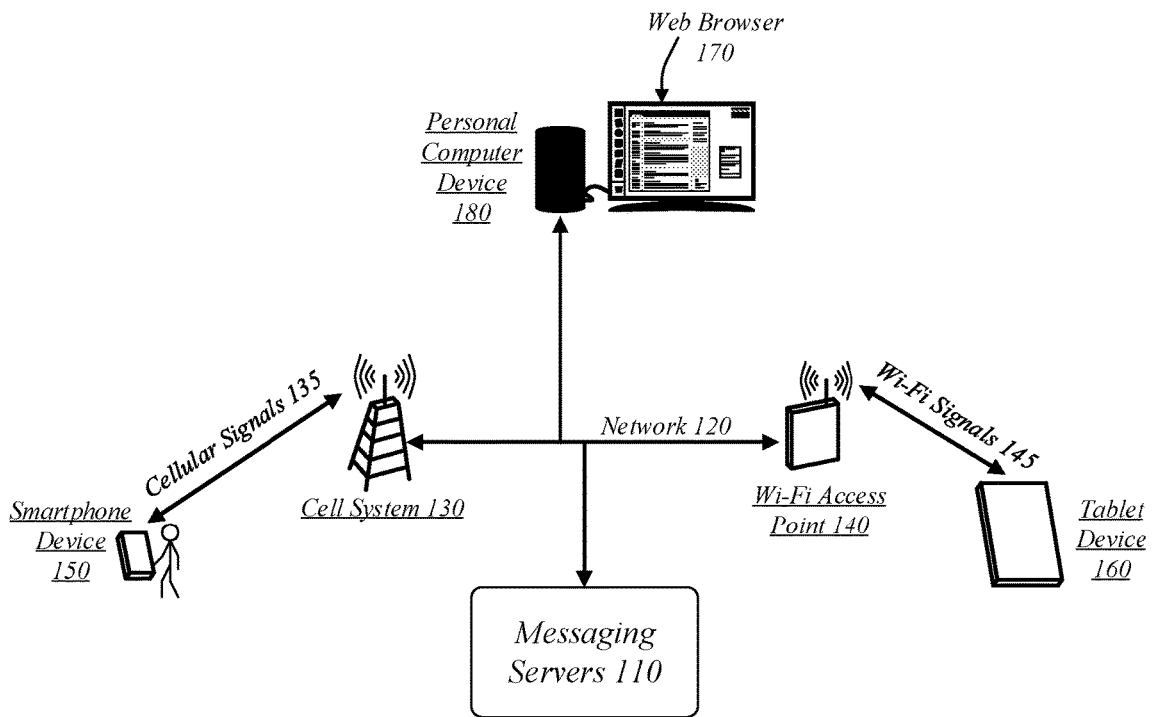 Web Browser
170
Personal
Computer
Device
180
Cellular Signals 135
Wi-Fi Signals 145
Network 120
Cell System 130
Wi-Fi Access
Point 140
Smartphone
Device
150
Tablet
Device
160
Messaging
Servers 110